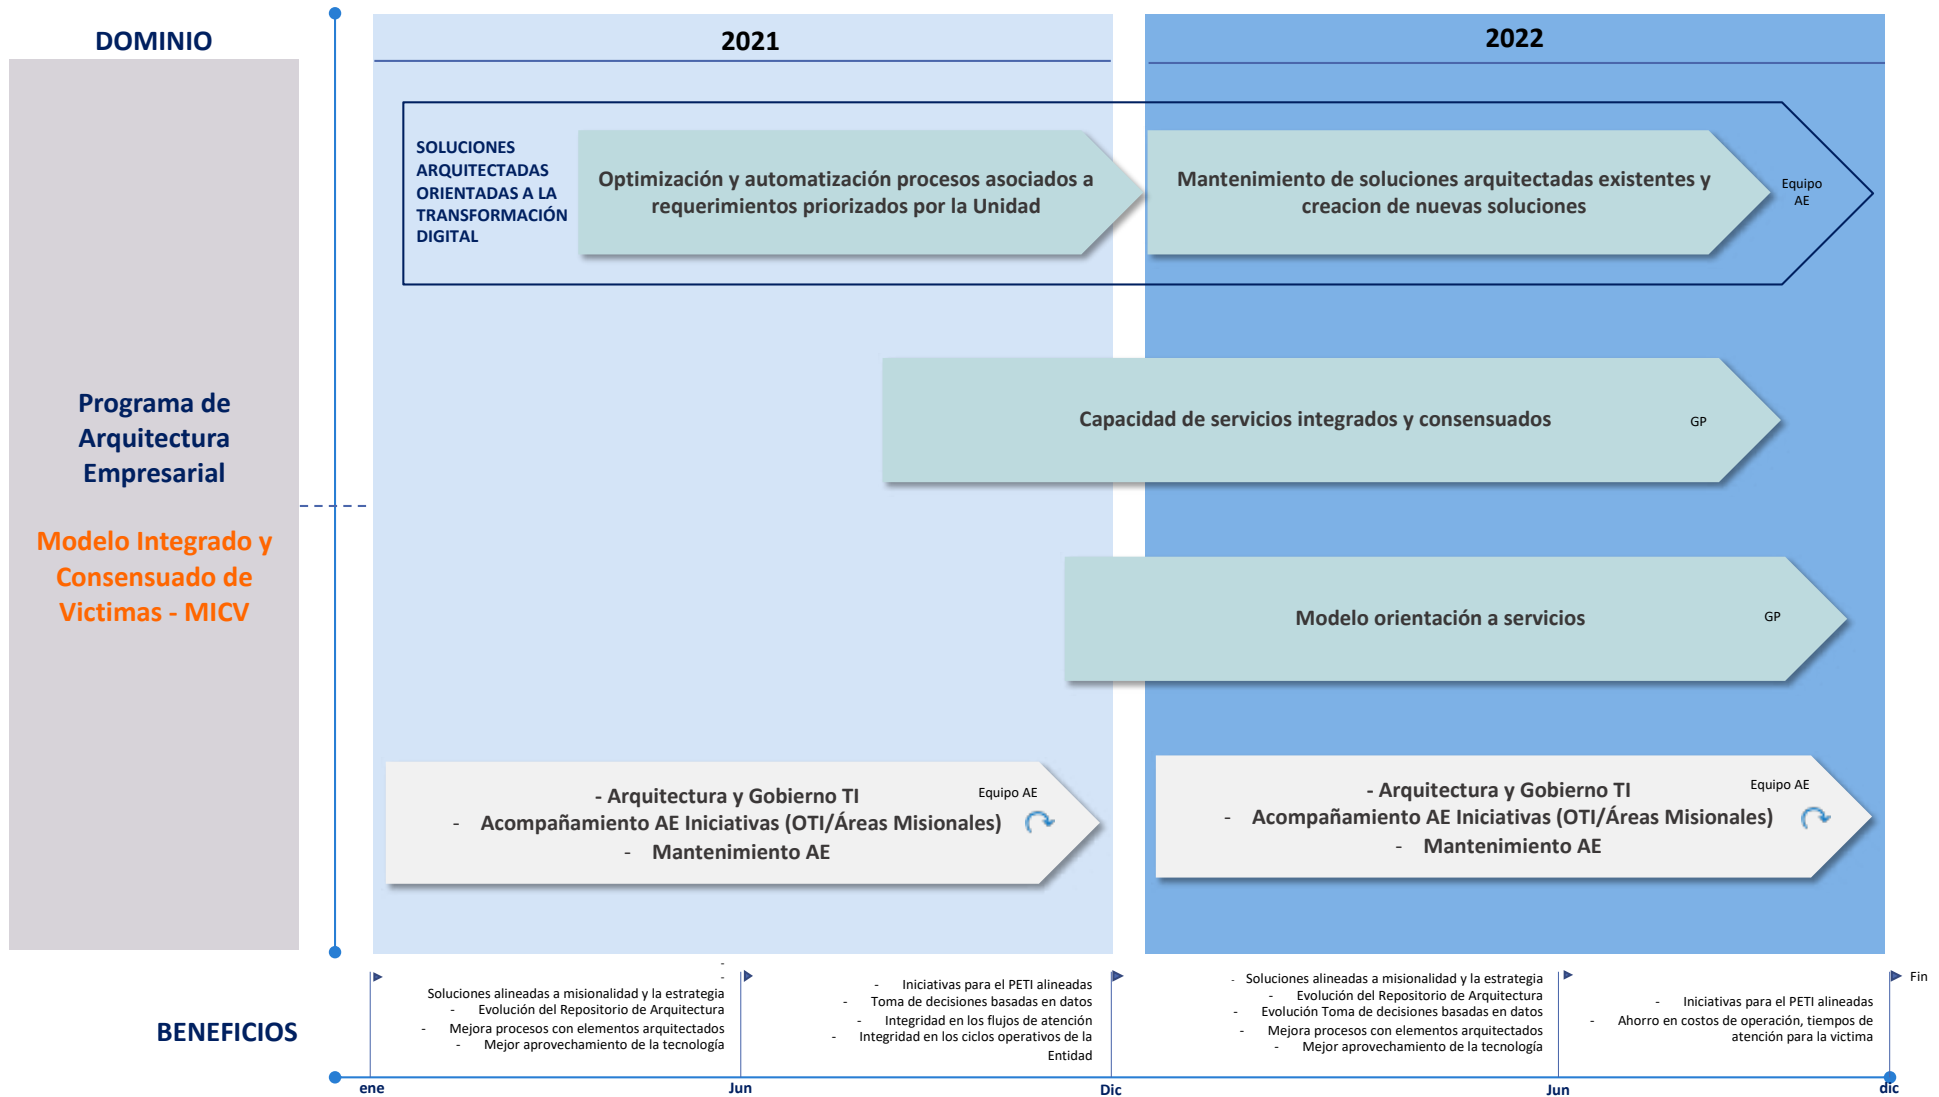 DOMINIO
2021
2022
SOLUCIONES
ARQUITECTADAS
ORIENTADAS A LA
TRANSFORMACIÓN
DIGITAL
Optimización y automatización procesos asociados a
requerimientos priorizados por la Unidad
Mantenimiento de soluciones arquitectadas existentes y
creacion de nuevas soluciones
Equipo
AE
Programa de
Arquitectura
Empresarial
Modelo Integrado y
Consensuado de
Victimas - MICV
Capacidad de servicios integrados y consensuados
GP
Modelo orientación a servicios
GP
- Arquitectura y Gobierno TI
- Acompañamiento AE Iniciativas (OTI/Áreas Misionales)
- Mantenimiento AE
Equipo AE
- Arquitectura y Gobierno TI
- Acompañamiento AE Iniciativas (OTI/Áreas Misionales)
- Mantenimiento AE
Equipo AE
BENEFICIOS
-
-
Soluciones alineadas a misionalidad y la estrategia
- Evolución del Repositorio de Arquitectura
- Mejora procesos con elementos arquitectados
- Mejor aprovechamiento de la tecnología
- Iniciativas para el PETI alineadas
- Toma de decisiones basadas en datos
- Integridad en los flujos de atención
- Integridad en los ciclos operativos de la
Entidad
- Soluciones alineadas a misionalidad y la estrategia
- Evolución del Repositorio de Arquitectura
- Evolución Toma de decisiones basadas en datos
- Mejora procesos con elementos arquitectados
- Mejor aprovechamiento de la tecnología
- Iniciativas para el PETI alineadas
- Ahorro en costos de operación, tiempos de
atención para la victima
Fin
ene
Jun
Dic
Jun
dic